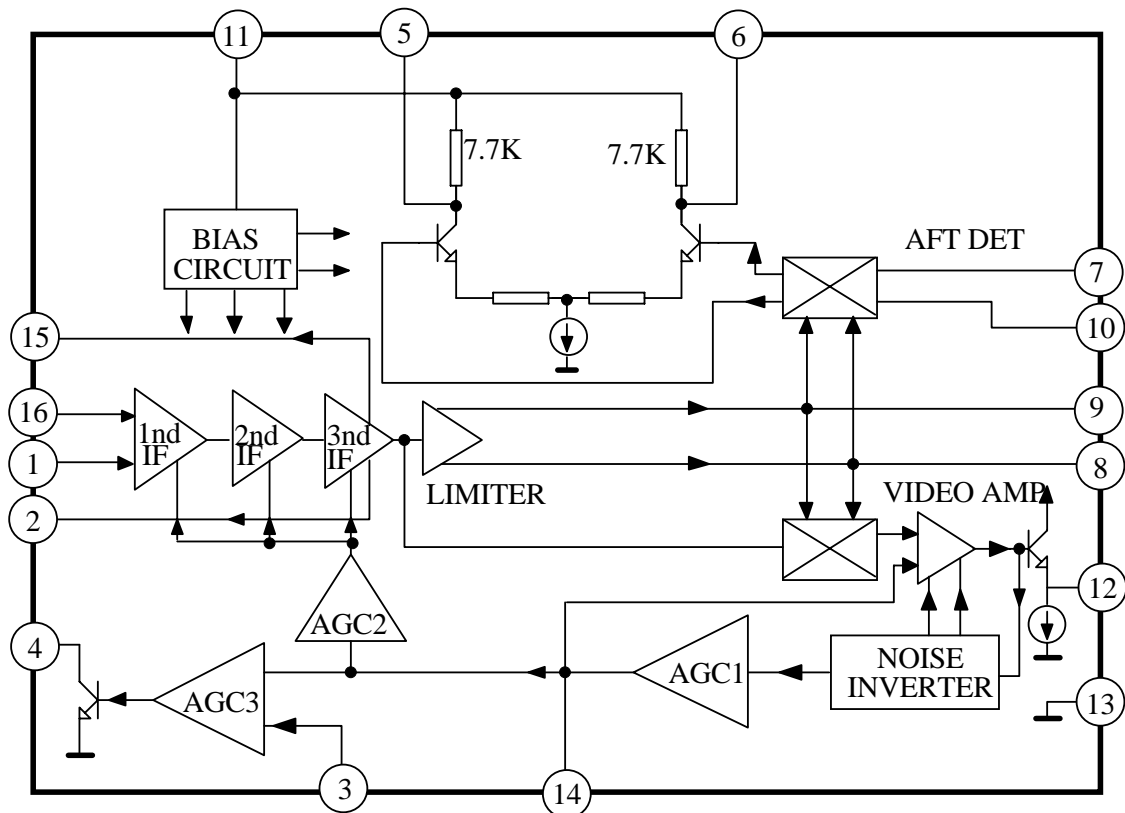 11
5
6
7.7K
7.7K
BIAS
CIRCUIT
AFT DET
7
10
15
16
1
2
1nd
IF
2nd
IF
3nd
IF
LIMITER
9
8
VIDEO AMP
12
AGC2
4
AGC3
AGC1
NOISE
INVERTER
13
3
14